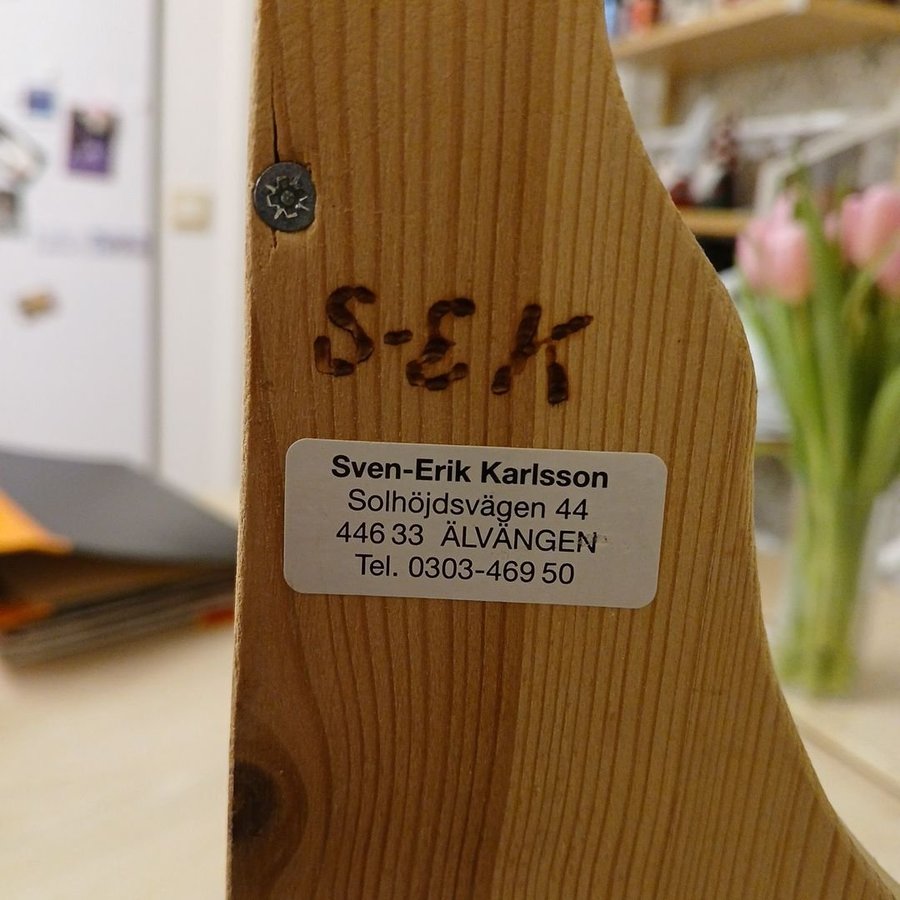 S-EK
Sven-Erik Karlsson
Solhöjdsvägen 44
446 33 ÄLVÄNGEN
Tel. 0303-469 50